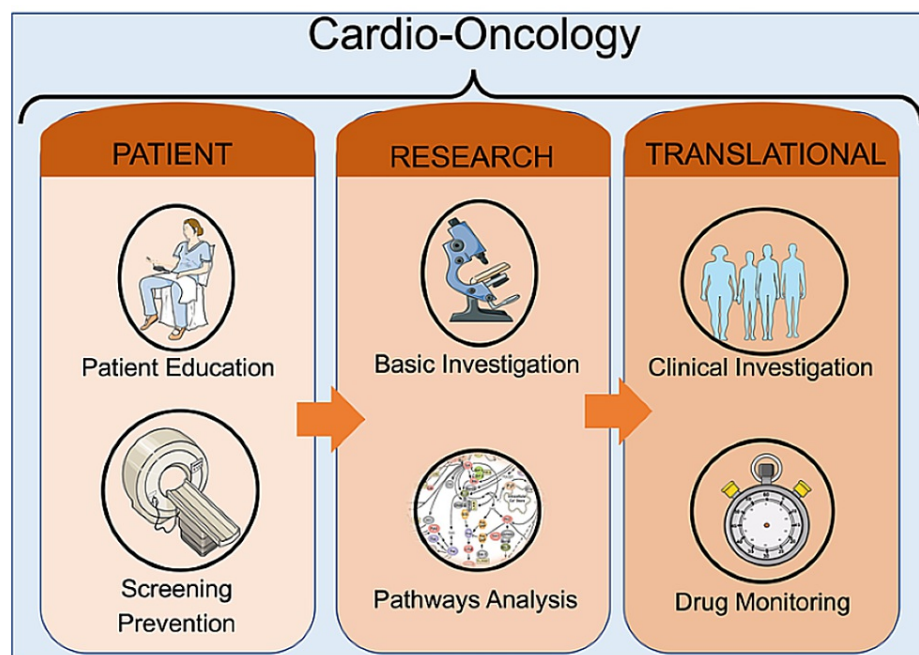 Cardio-Oncology
PATIENT
Patient Education
Screening
Prevention
RESEARCH
Basic Investigation
Pathways Analysis
TRANSLATIONAL
Clinical Investigation
Drug Monitoring